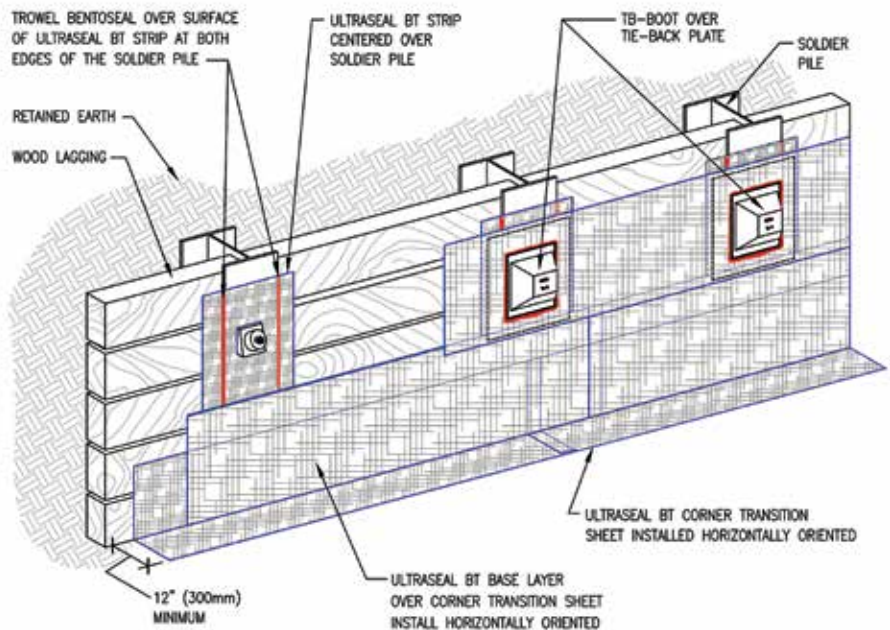 TROWEL BENTOSEAL OVER SURFACE
OF ULTRASEAL BT STRIP AT BOTH
EDGES OF THE SOLDIER PILE
ULTRASEAL BT STRIP
CENTERED OVER
SOLDIER PILE
TB-BOOT OVER
TIE-BACK PLATE
SOLDIER
PILE
RETAINED EARTH
WOOD LAGGING
ULTRASEAL BT CORNER TRANSITION
SHEET INSTALLED HORIZONTALLY ORIENTED
12" (300mm)
MINIMUM
ULTRASEAL BT BASE LAYER
OVER CORNER TRANSITION SHEET
INSTALL HORIZONTALLY ORIENTED